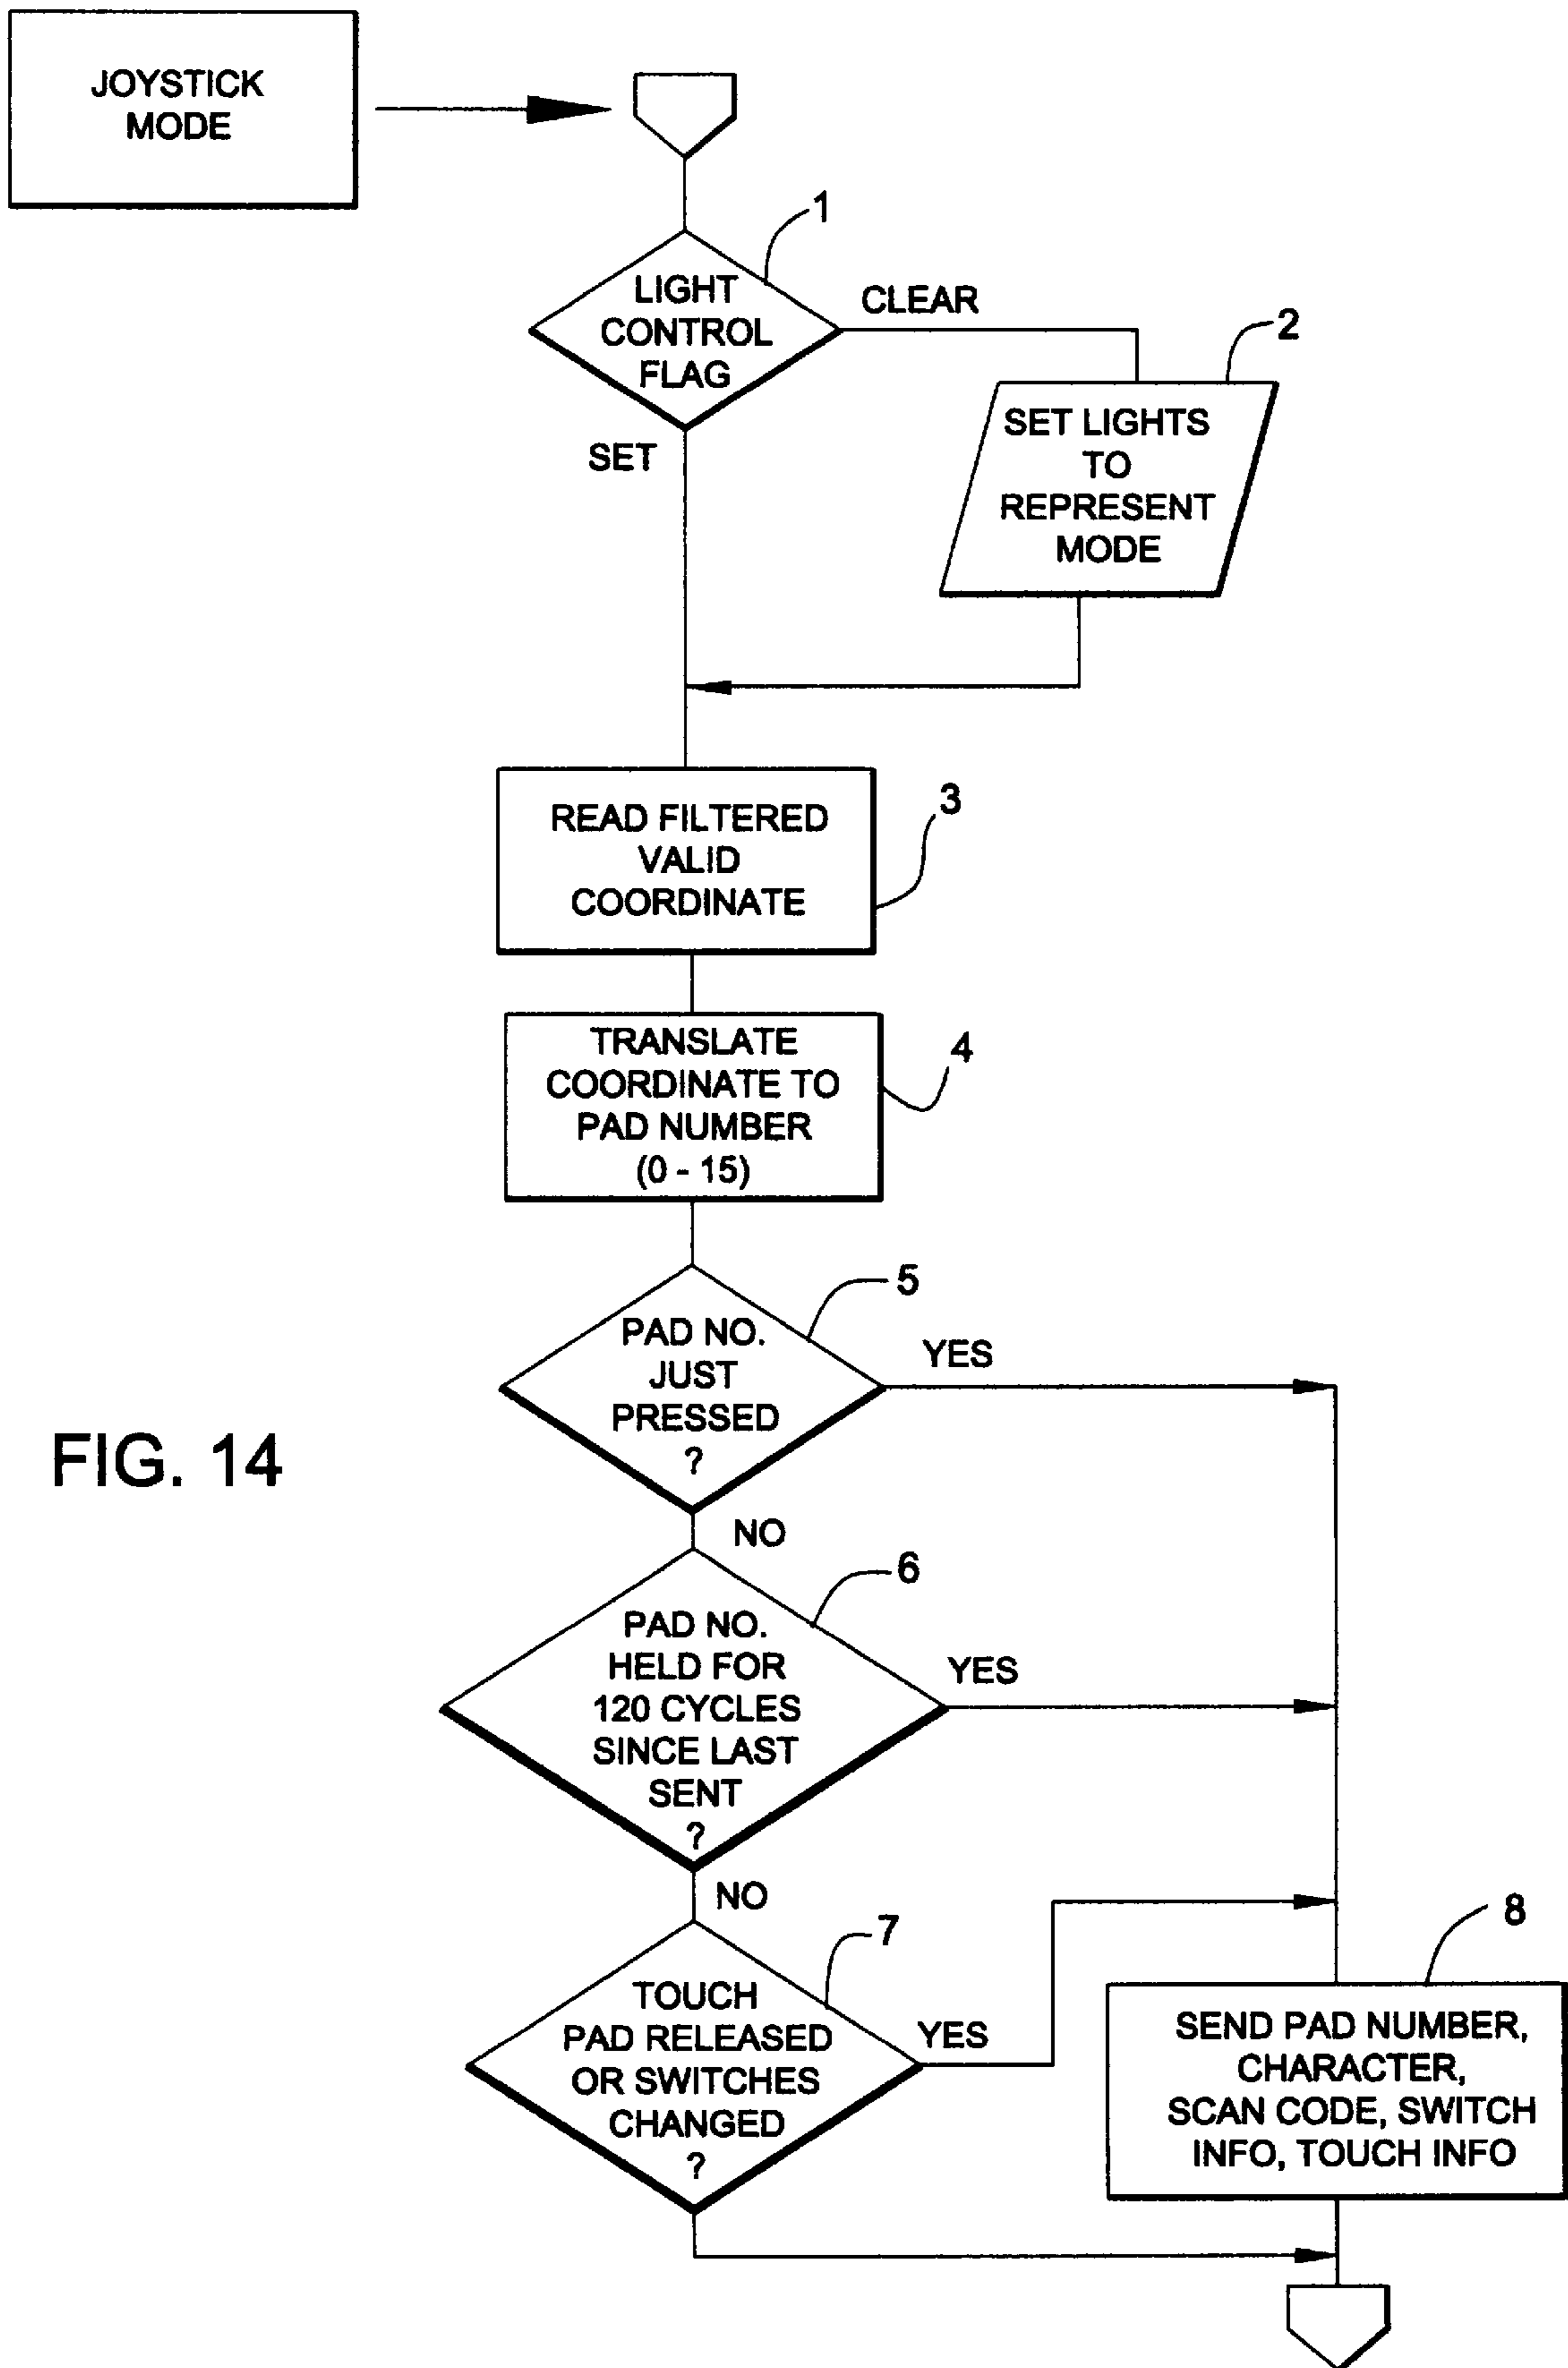 JOYSTICK
MODE
1
LIGHT
CONTROL
FLAG
CLEAR
SET
2
SET LIGHTS
TO
REPRESENT
MODE
READ FILTERED
VALID
COORDINATE
3
TRANSLATE
COORDINATE TO
PAD NUMBER
(0 - 15)
4
5
PAD NO.
JUST
PRESSED
?
YES
FIG. 14
NO
6
PAD NO.
HELD FOR
120 CYCLES
SINCE LAST
SENT
?
YES
NO
7
TOUCH
PAD RELEASED
OR SWITCHES
CHANGED
?
YES
8
SEND PAD NUMBER,
CHARACTER,
SCAN CODE, SWITCH
INFO, TOUCH INFO